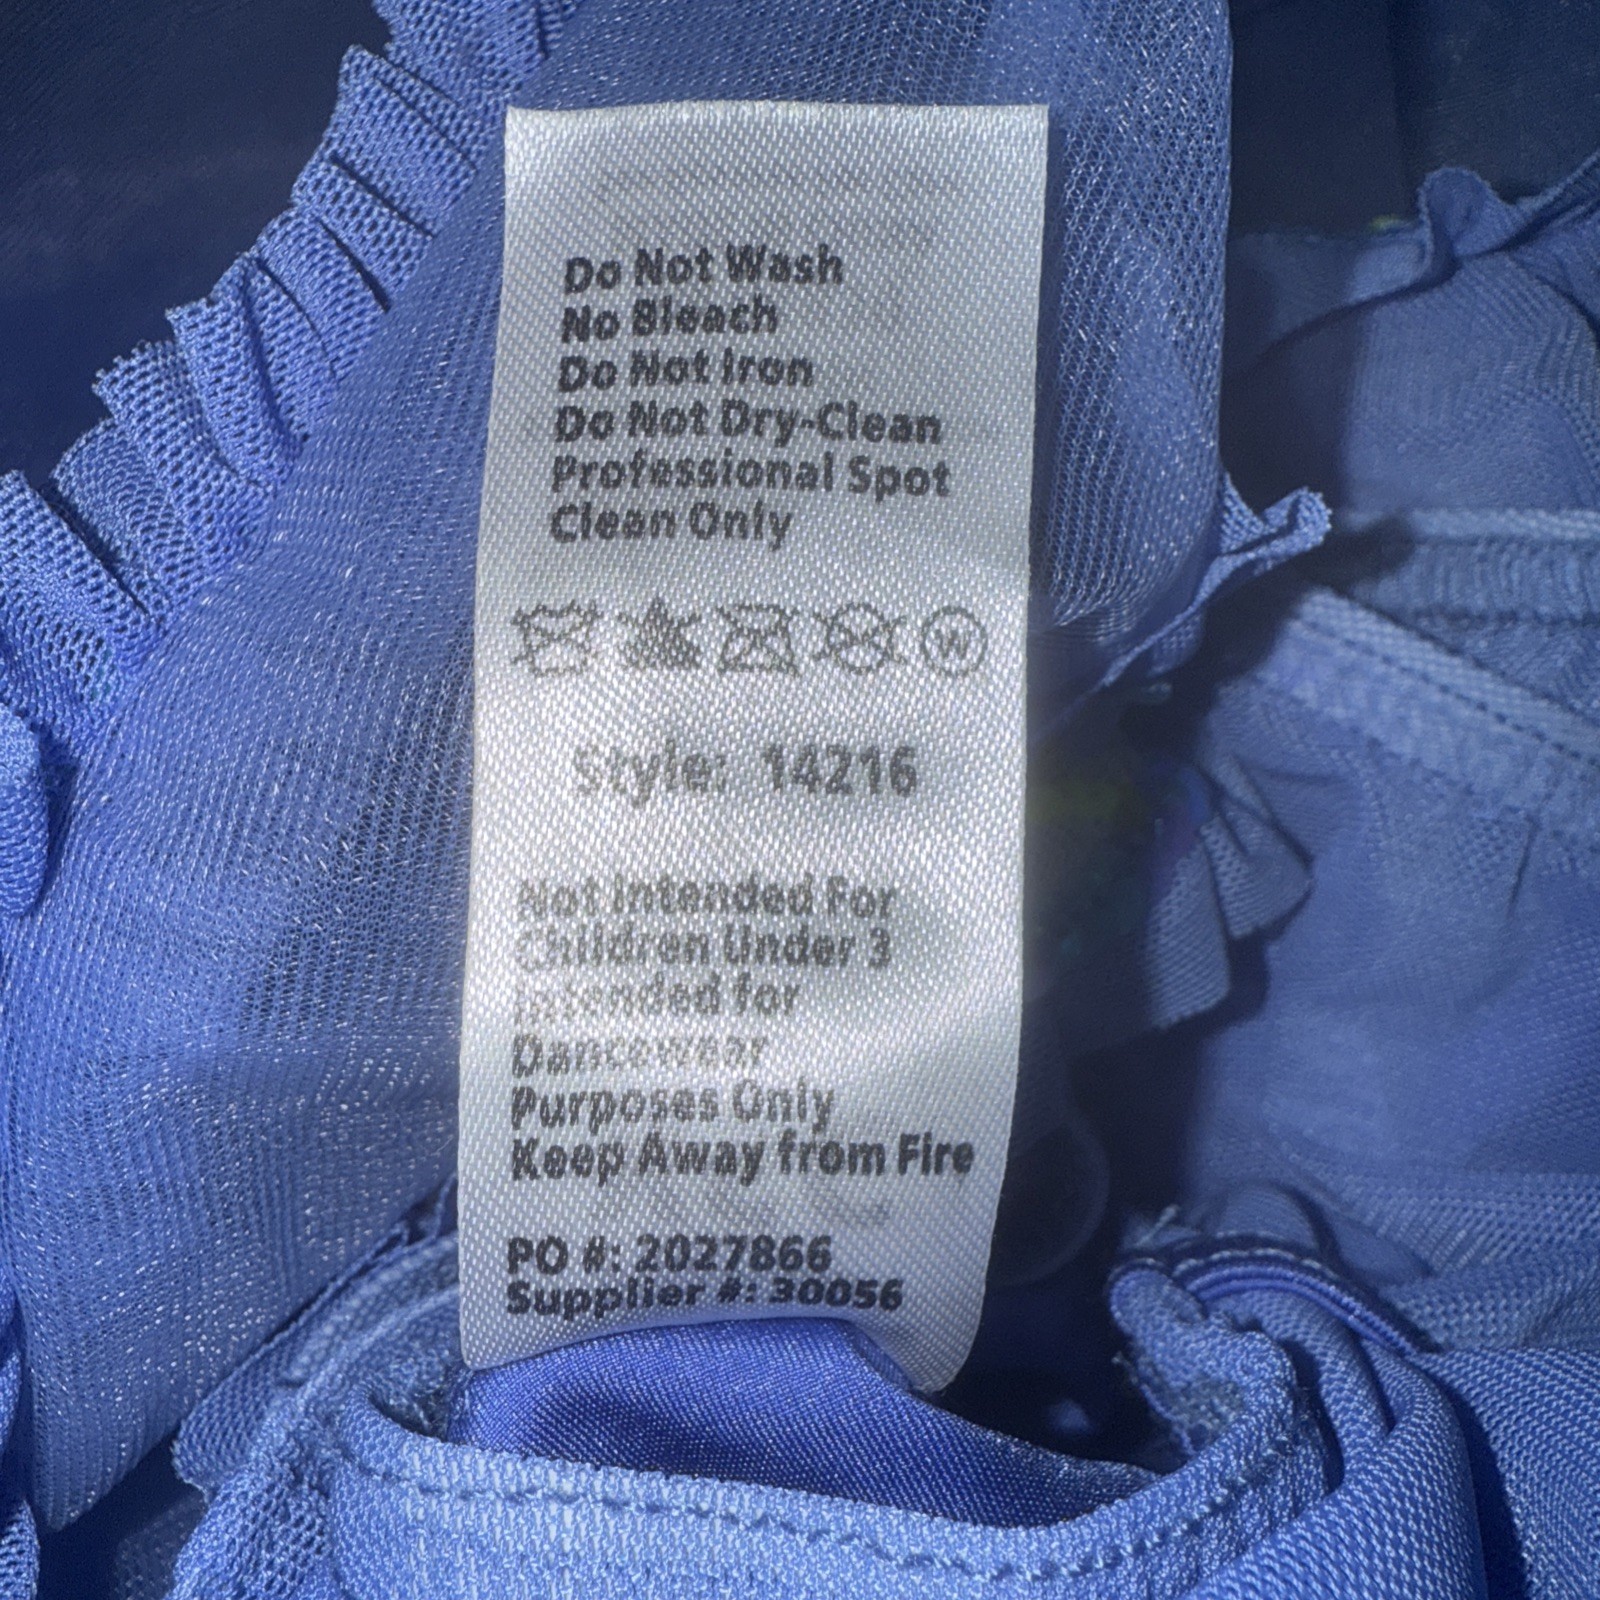 Do Not Wash
No Bleach
Do Not Iron
Do Not Dry-Clean
Professional Spot
Clean Only
W
Style: 14216
Not Intended For
Children Under 3
Intended for
Dancewear
Purposes Only
Keep Away from Fire
PO #: 2027866
Supplier #: 30056